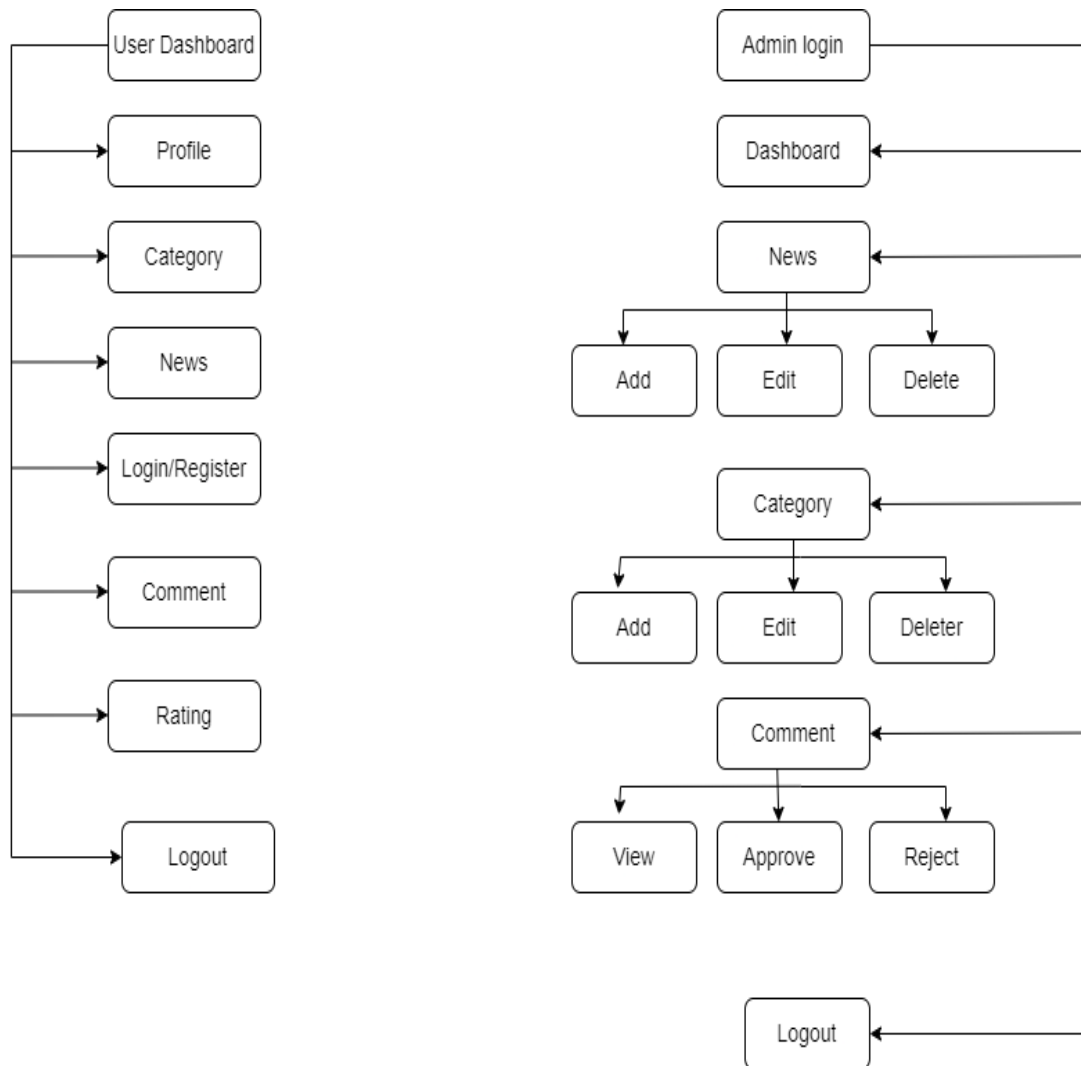 User Dashboard
Profile
Category
News
Login/Register
Comment
Rating
Logout
Admin login
Dashboard
News
Add
Edit
Delete
Category
Add
Edit
Deleter
Comment
View
Approve
Reject
Logout